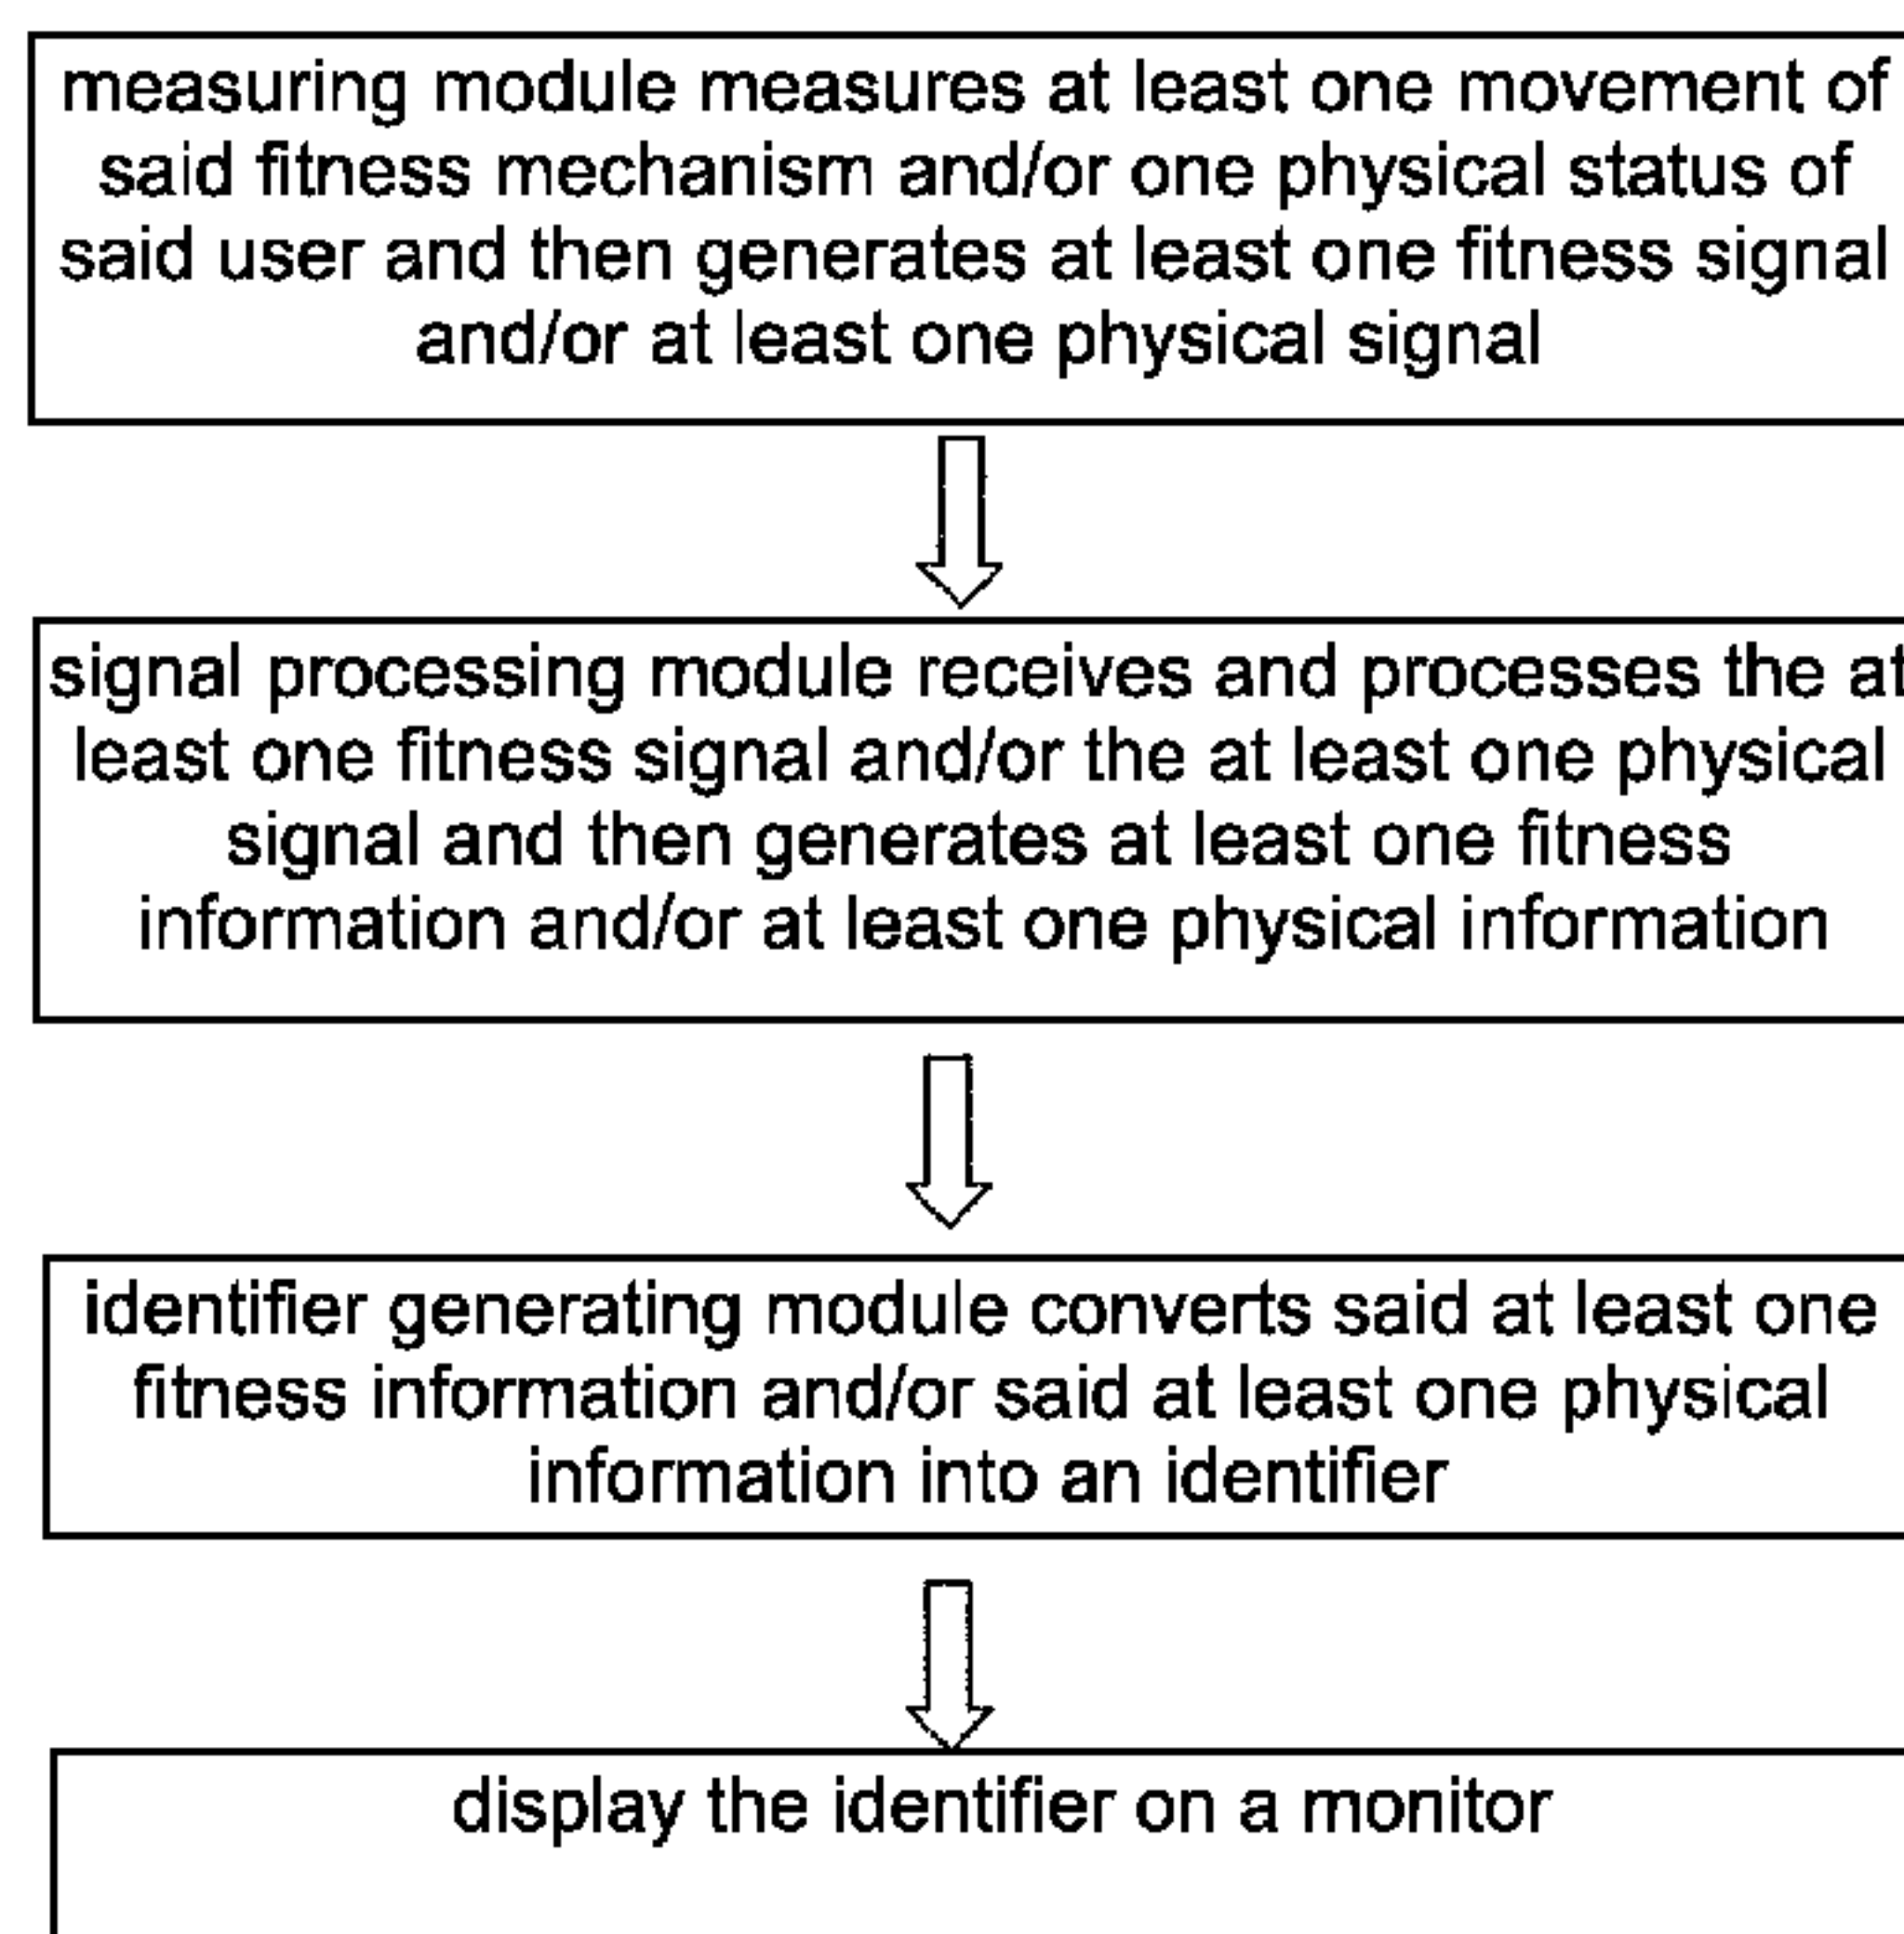 measuring module measures at least one movement of
said fitness mechanism and/or one physical status of
said user and then generates at least one fitness signal
and/or at least one physical signal
signal processing module receives and processes the at
least one fitness signal and/or the at least one physical
signal and then generates at least one fitness
information and/or at least one physical information
identifier generating module converts said at least one
fitness information and/or said at least one physical
information into an identifier
display the identifier on a monitor